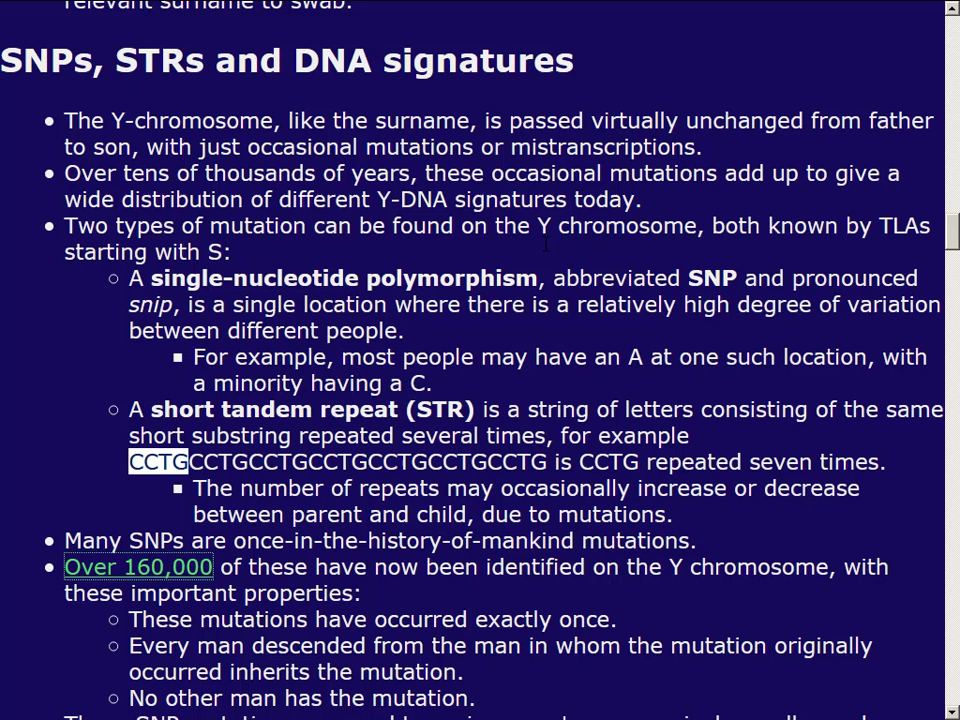 relevant surname to swab.
SNPs, STRs and DNA signatures
The Y-chromosome, like the surname, is passed virtually unchanged from father
to son, with just occasional mutations or mistranscriptions.
Over tens of thousands of years, these occasional mutations add up to give a
wide distribution of different Y-DNA signatures today.
Two types of mutation can be found on the Y chromosome, both known by TLAs
starting with S:
A single-nucleotide polymorphism, abbreviated SNP and pronounced
snip, is a single location where there is a relatively high degree of variation
between different people.
For example, most people may have an A at one such location, with
a minority having a C.
A short tandem repeat (STR) is a string of letters consisting of the same
short substring repeated several times, for example
CCTGCCTGCCTGCCTGCCTGCCTGCCTG is CCTG repeated seven times.
The number of repeats may occasionally increase or decrease
between parent and child, due to mutations.
Many SNPs are once-in-the-history-of-mankind mutations.
Over 160,000 of these have now been identified on the Y chromosome, with
these important properties:
These mutations have occurred exactly once.
Every man descended from the man in whom the mutation originally
occurred inherits the mutation.
No other man has the mutation.